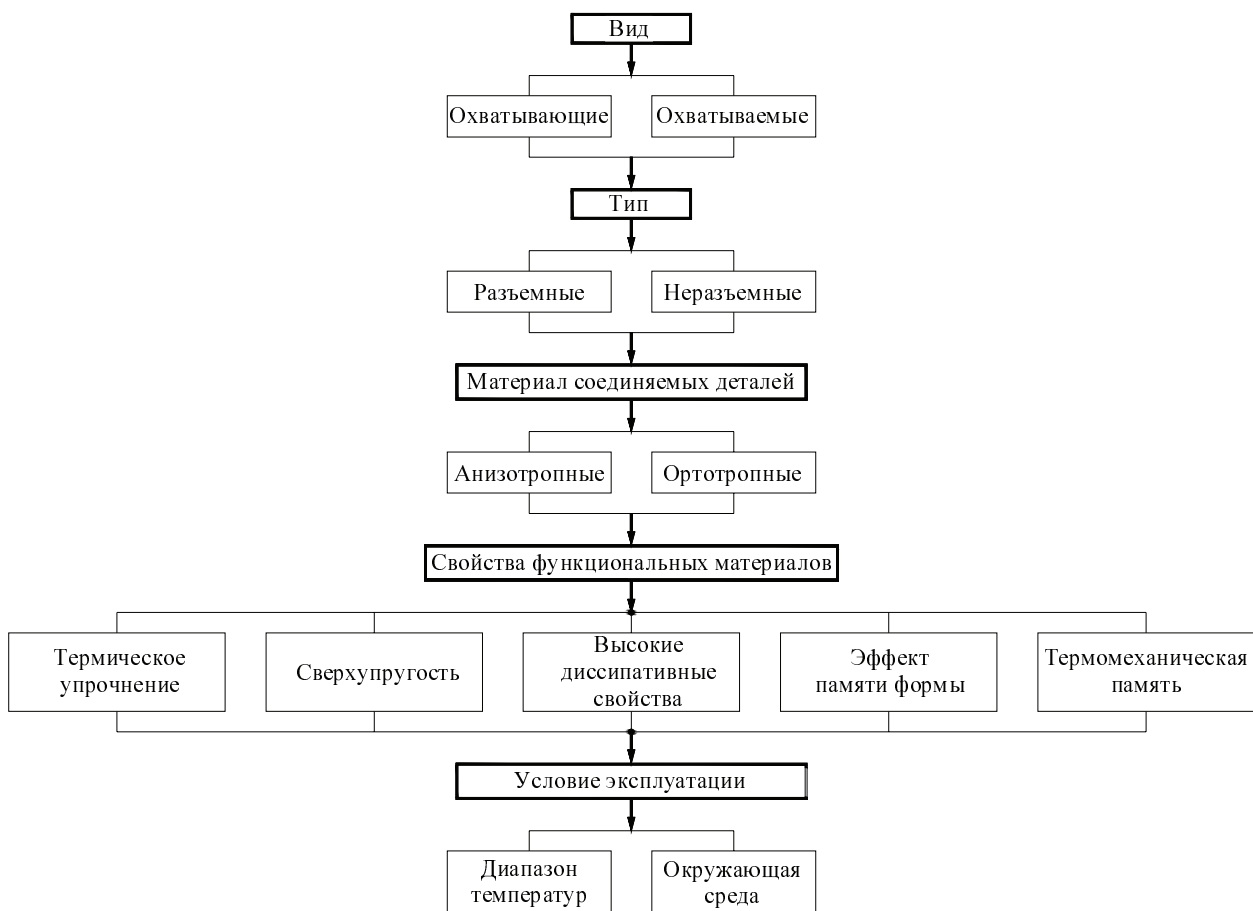 Вид
Охватывающие
Охватываемые
Тип
Разъемные
Неразъемные
Материал соединяемых деталей
Анизотропные
Ортотропные
Свойства функциональных материалов
Термическое
упрочнение
Сверхупругость
Высокие
диссипативные
свойства
Эффект
памяти формы
Термомеханическая
память
Условие эксплуатации
Диапазон
температур
Окружающая
среда